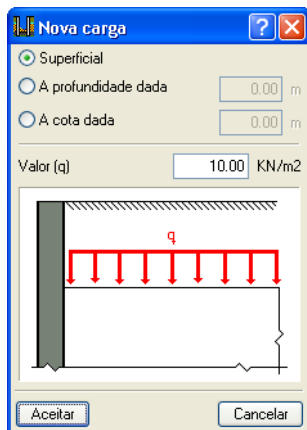 Nova carga
Superficial
A profundidade dada 0.00 m
A cota dada 0.00 m
Valor (q) 10.00 KN/m2
q
Aceitar Cancelar